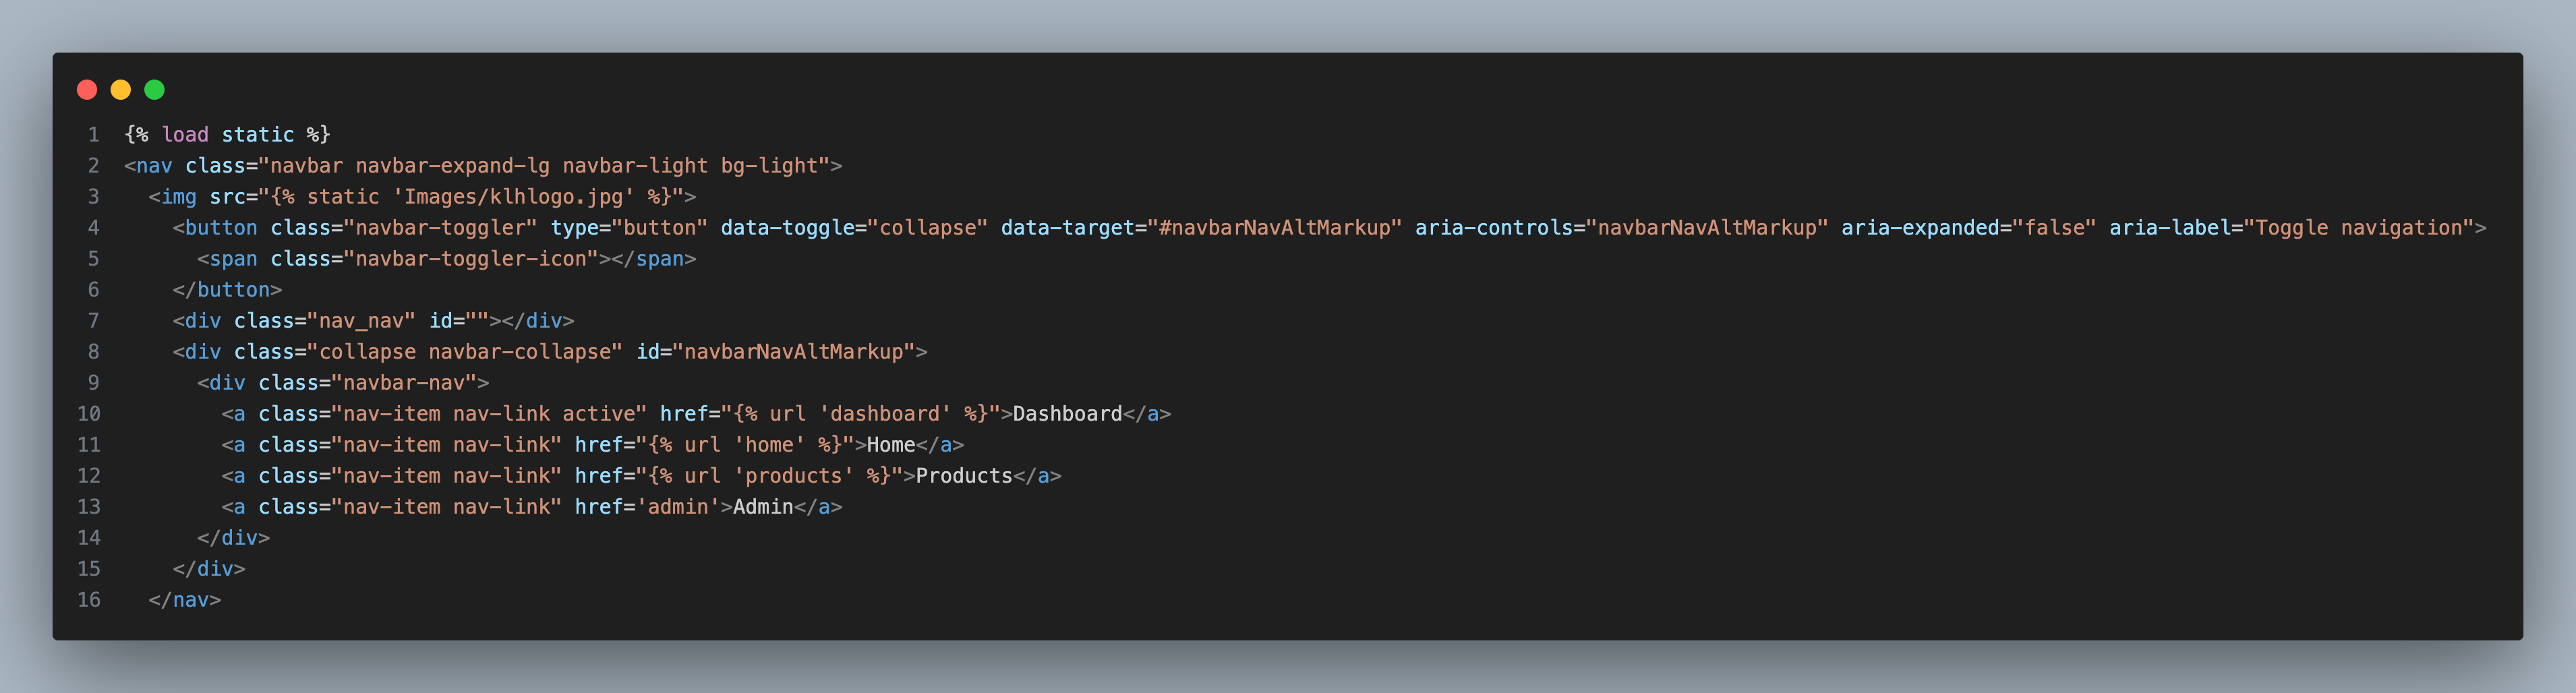 1 {% load static %}
2 <nav class="navbar navbar-expand-lg navbar-light bg-light">
3   <img src="{% static 'Images/klhlogo.jpg' %}">
4     <button class="navbar-toggler" type="button" data-toggle="collapse" data-target="#navbarNavAltMarkup" aria-controls="navbarNavAltMarkup" aria-expanded="false" aria-label="Toggle navigation">
5       <span class="navbar-toggler-icon"></span>
6     </button>
7     <div class="nav_nav" id=""></div>
8     <div class="collapse navbar-collapse" id="navbarNavAltMarkup">
9       <div class="navbar-nav">
10         <a class="nav-item nav-link active" href="{% url 'dashboard' %}">Dashboard</a>
11         <a class="nav-item nav-link" href="{% url 'home' %}">Home</a>
12         <a class="nav-item nav-link" href="{% url 'products' %}">Products</a>
13         <a class="nav-item nav-link" href='admin'>Admin</a>
14       </div>
15     </div>
16   </nav>